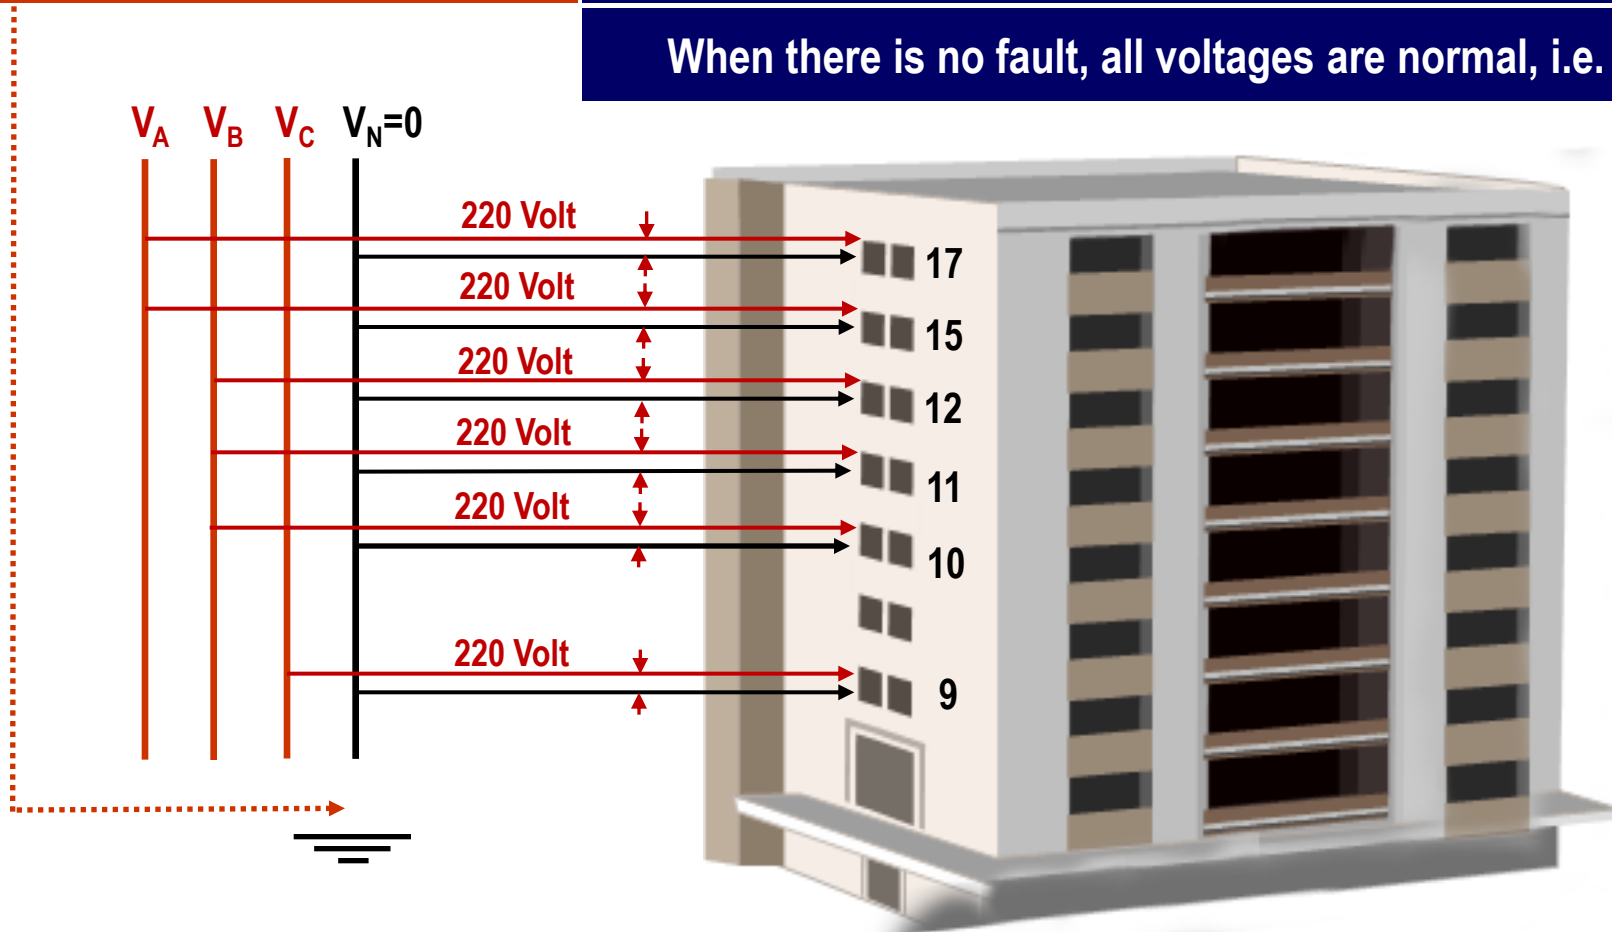 When there is no fault, all voltages are normal, i.e.
VA VB VC VN=0
220 Volt
17
220 Volt
15
220 Volt
12
220 Volt
11
220 Volt
10
220 Volt
9